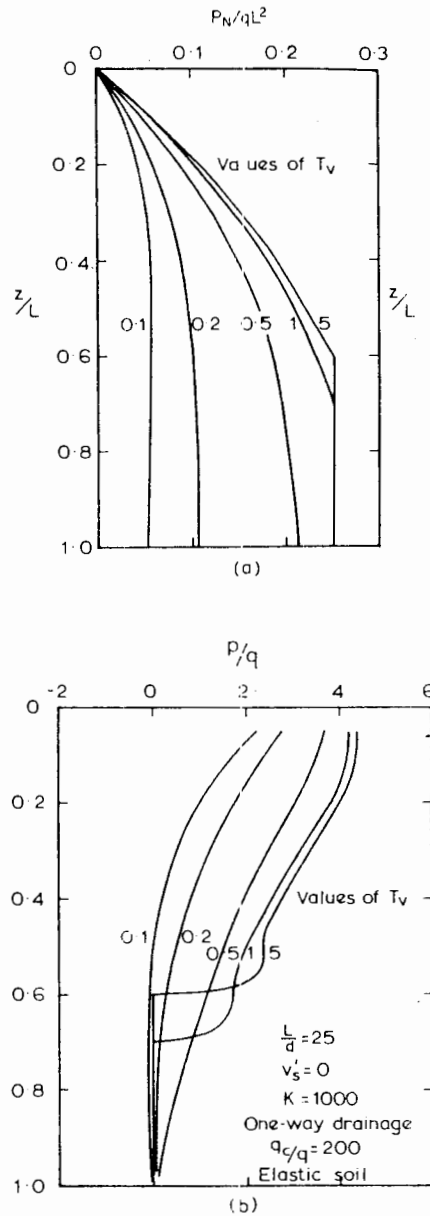 P_N/qL²
0 0·1 0·2 0·3
0
0·2
0·4
0·6
0·8
1·0
z/L
z/L
Values of T_v
0·1 0·2 0·5 1 5
(a)
p/q
-2 0 2 4 6
0
0·2
0·4
0·6
0·8
1·0
Values of T_v
0·1 0·2 0·5 1 5
L/d = 25
ν's = 0
K = 1000
One-way drainage
q_c/q = 200
Elastic soil
(b)